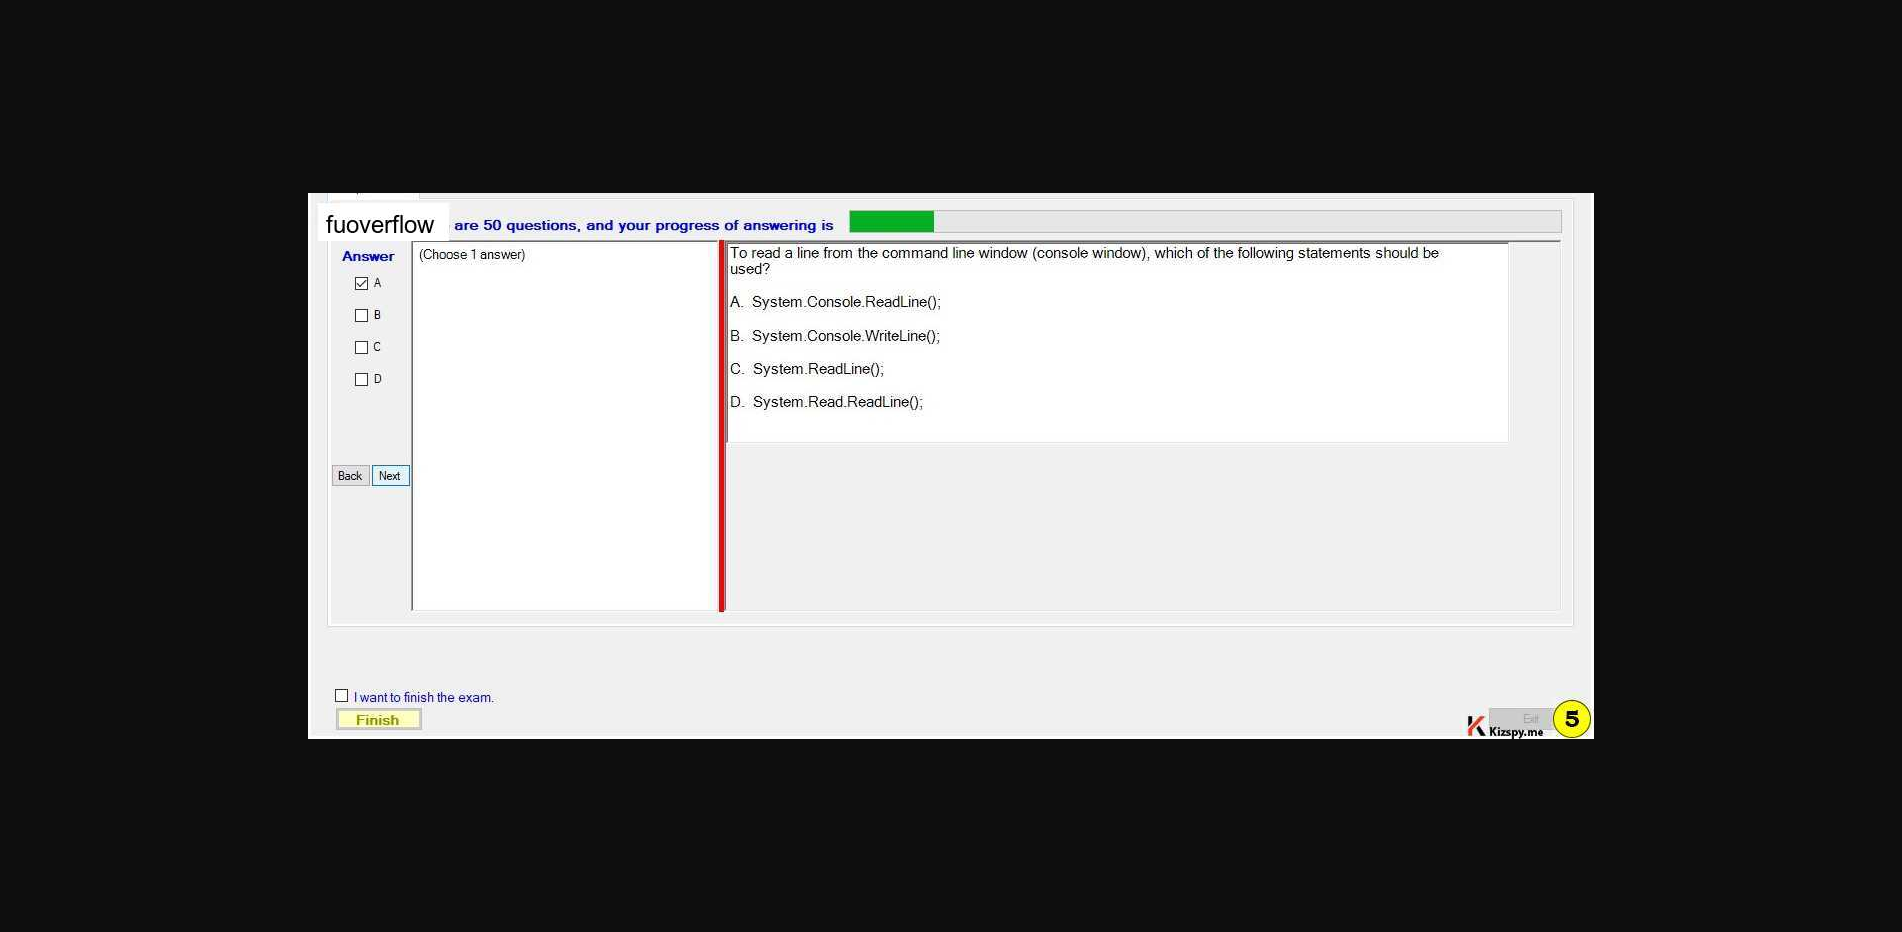 fuoverflow are 50 questions, and your progress of answering is
Answer
A
B
C
D
Back Next
(Choose 1 answer)
To read a line from the command line window (console window), which of the following statements should be
used?
A. System.Console.ReadLine();
B. System.Console.WriteLine();
C. System.ReadLine();
D. System.Read.ReadLine();
I want to finish the exam.
Finish
Exit
Kizspy.me
5